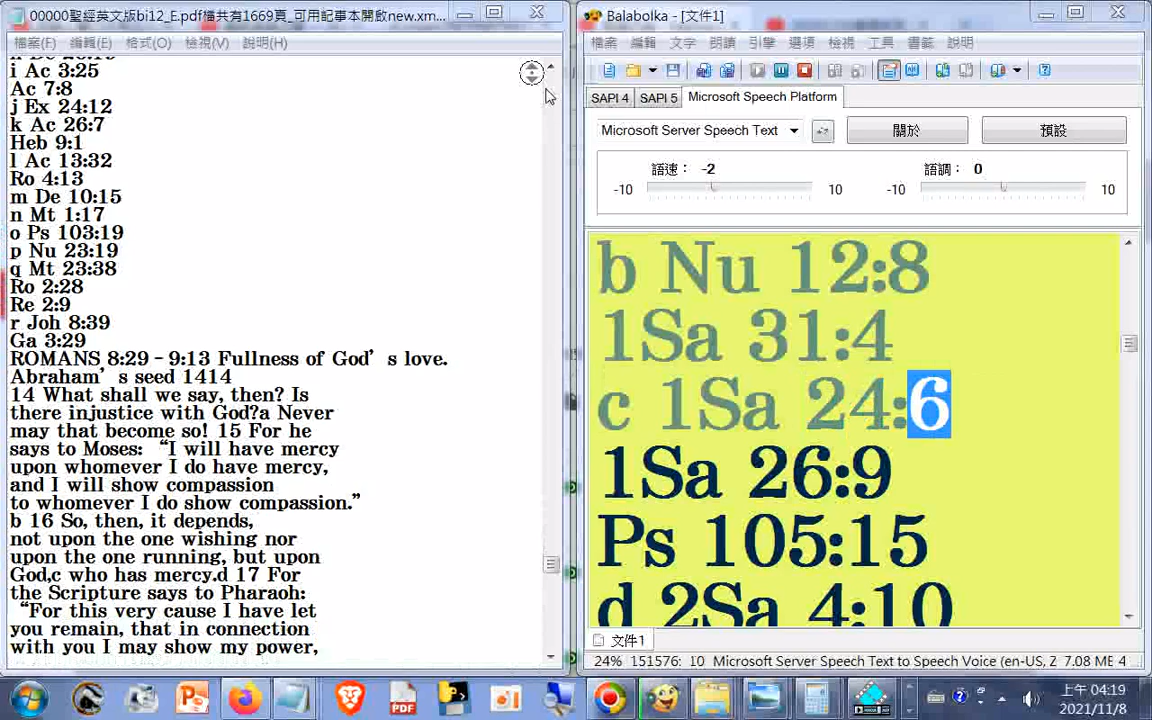 00000聖經英文版bi12_E.pdf檔共有1669頁_可用記事本開啟new.xm...
檔案(F) 編輯(E) 格式(O) 檢視(V) 說明(H)
i Ac 3:25
Ac 7:8
j Ex 24:12
k Ac 26:7
Heb 9:1
l Ac 13:32
Ro 4:13
m De 10:15
n Mt 1:17
o Ps 103:19
p Nu 23:19
q Mt 23:38
Ro 2:28
Re 2:9
r Joh 8:39
Ga 3:29
ROMANS 8:29–9:13 Fullness of God’s love.
Abraham’s seed 1414
14 What shall we say, then? Is
there injustice with God?a Never
may that become so! 15 For he
says to Moses: “I will have mercy
upon whomever I do have mercy,
and I will show compassion
to whomever I do show compassion.”
b 16 So, then, it depends,
not upon the one wishing nor
upon the one running, but upon
God,c who has mercy.d 17 For
the Scripture says to Pharaoh:
“For this very cause I have let
you remain, that in connection
with you I may show my power,
Balabolka - [文件1]
檔案 編輯 文字 朗讀 引擎 選項 檢視 工具 書籤 說明
SAPI 4 SAPI 5 Microsoft Speech Platform
Microsoft Server Speech Text 關於 預設
語速： -2 語調： 0
-10 10 -10 10
b Nu 12:8
1Sa 31:4
c 1Sa 24:6
1Sa 26:9
Ps 105:15
d 2Sa 4:10
文件1
24% 151576: 10 Microsoft Server Speech Text to Speech Voice (en-US, Z 7.08 ME 4
PDF
上午 04:19
2021/11/8